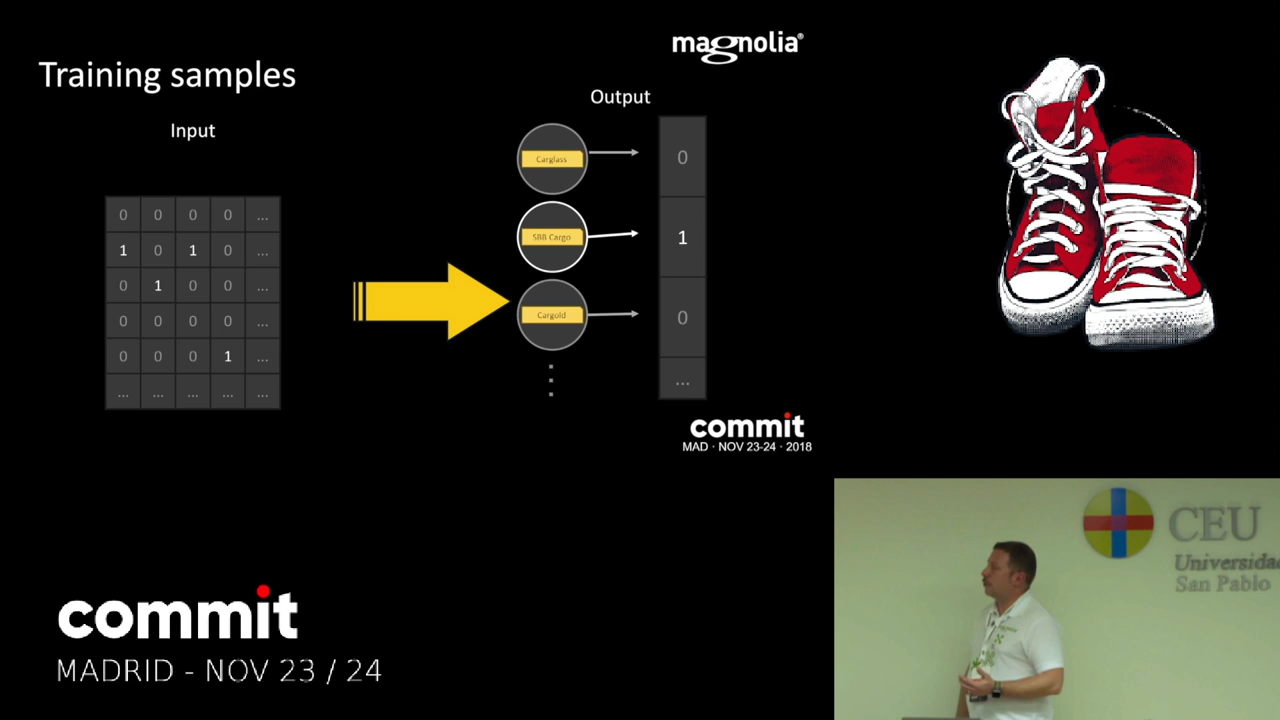 magnolia®
Training samples
Input
Output
0 0 0 0 ...
1 0 1 0 ...
0 1 0 0 ...
0 0 0 0 ...
0 0 0 1 ...
... ... ... ... ...
Carglass
0
SBB Cargo
1
Cargold
0
...
commit
MAD · NOV 23-24 · 2018
commit
MADRID - NOV 23 / 24
CEU
Universida
San Pablo